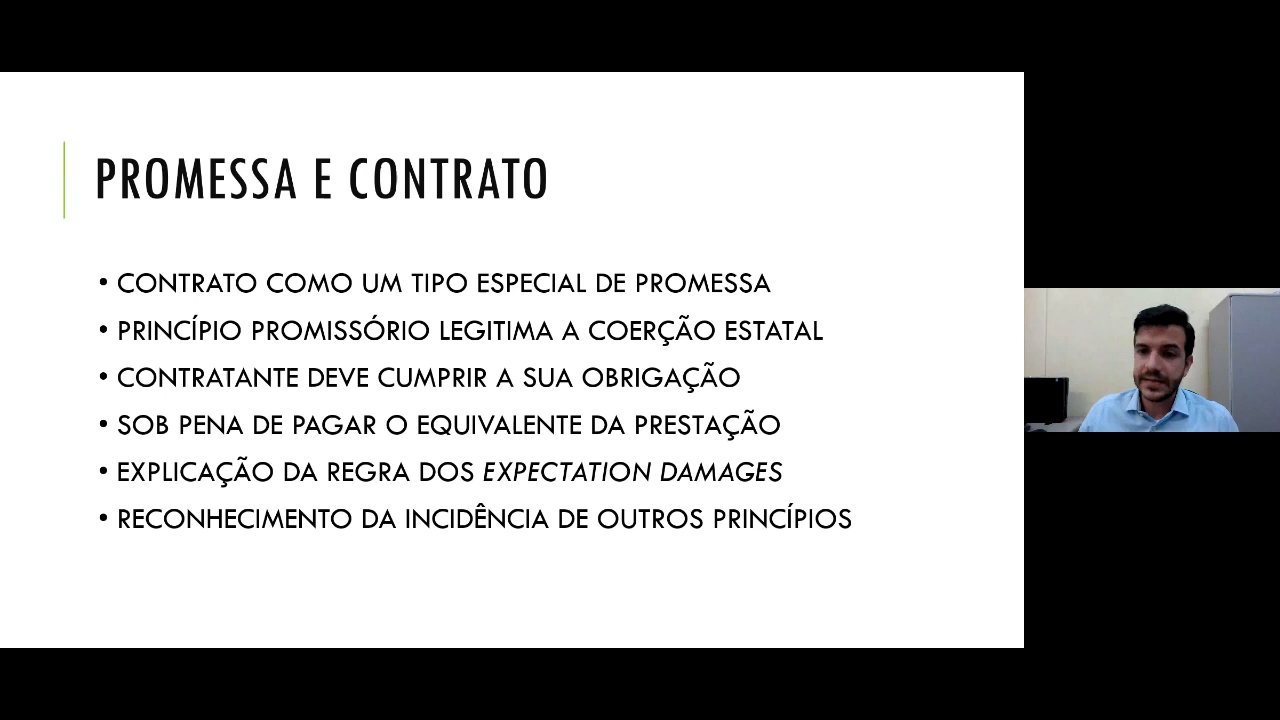 PROMESSA E CONTRATO
• CONTRATO COMO UM TIPO ESPECIAL DE PROMESSA
• PRINCÍPIO PROMISSÓRIO LEGITIMA A COERÇÃO ESTATAL
• CONTRATANTE DEVE CUMPRIR A SUA OBRIGAÇÃO
• SOB PENA DE PAGAR O EQUIVALENTE DA PRESTAÇÃO
• EXPLICAÇÃO DA REGRA DOS EXPECTATION DAMAGES
• RECONHECIMENTO DA INCIDÊNCIA DE OUTROS PRINCÍPIOS